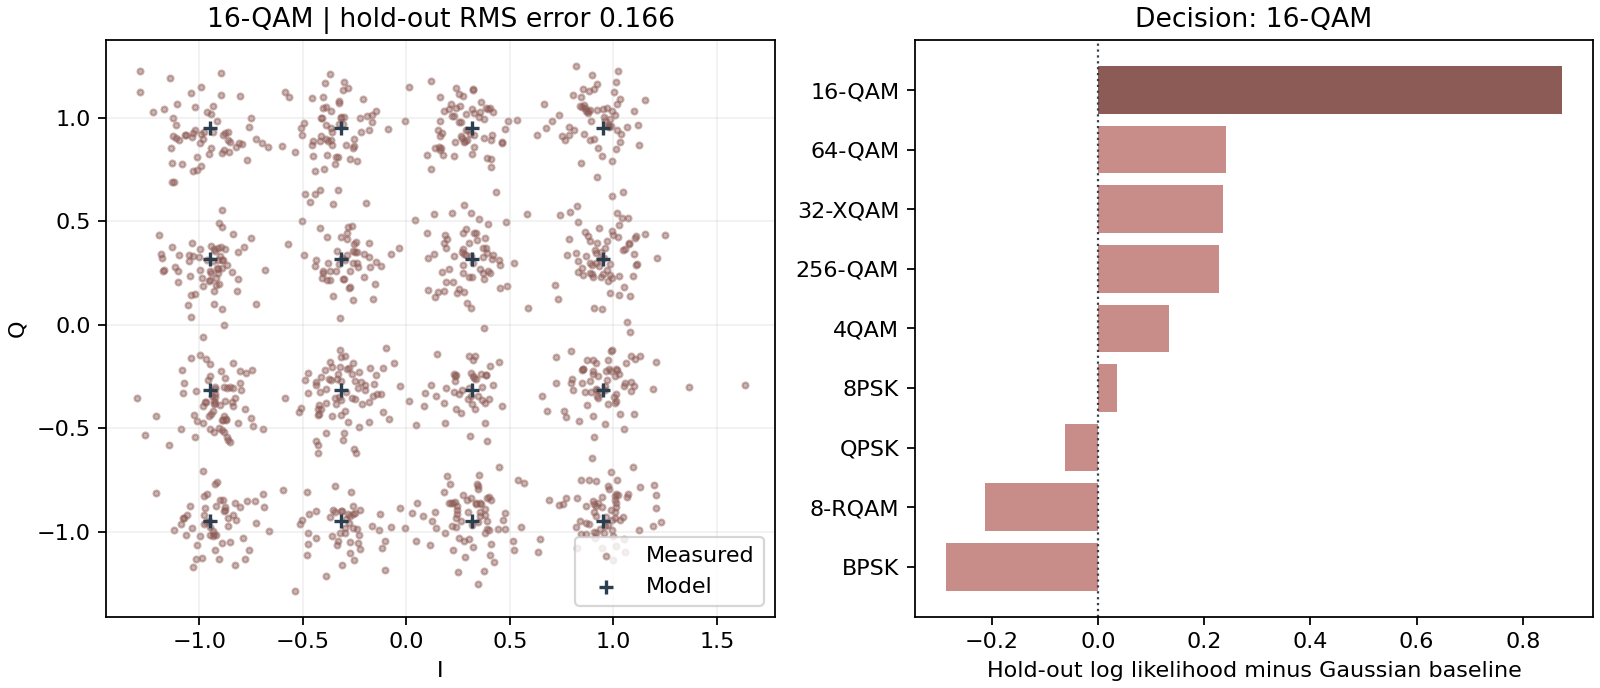 16-QAM | hold-out RMS error 0.166
1.0
0.5
0.0
−0.5
−1.0
Q
−1.0
−0.5
0.0
0.5
1.0
1.5
I
Measured
Model
Decision: 16-QAM
16-QAM
64-QAM
32-XQAM
256-QAM
4QAM
8PSK
QPSK
8-RQAM
BPSK
−0.2
0.0
0.2
0.4
0.6
0.8
Hold-out log likelihood minus Gaussian baseline